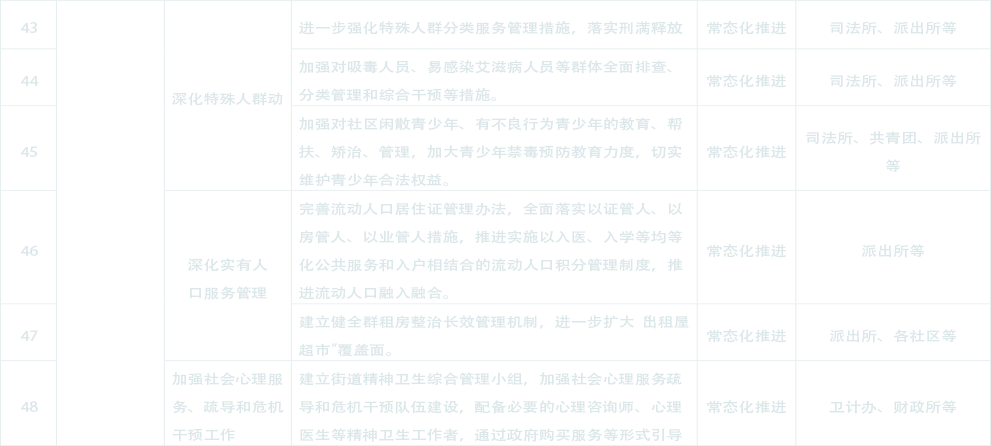 43
进一步强化特殊人群分类服务管理措施，落实刑满释放
常态化推进
司法所、派出所等
44
深化特殊人群动
加强对吸毒人员、易感染艾滋病人员等群体全面排查、
分类管理和综合干预等措施。
常态化推进
司法所、派出所等
45
加强对社区闲散青少年、有不良行为青少年的教育、帮
扶、矫治、管理，加大青少年禁毒预防教育力度，切实
维护青少年合法权益。
常态化推进
司法所、共青团、派出所
等
46
深化实有人
口服务管理
完善流动人口居住证管理办法，全面落实以证管人、以
房管人、以业管人措施，推进实施以入医、入学等均等
化公共服务和入户相结合的流动人口积分管理制度，推
进流动人口融入融合。
常态化推进
派出所等
47
建立健全群租房整治长效管理机制，进一步扩大 出租屋
超市”覆盖面。
常态化推进
派出所、各社区等
48
加强社会心理服
务、疏导和危机
干预工作
建立街道精神卫生综合管理小组，加强社会心理服务疏
导和危机干预队伍建设，配备必要的心理咨询师、心理
医生等精神卫生工作者，通过政府购买服务等形式引导
常态化推进
卫计办、财政所等